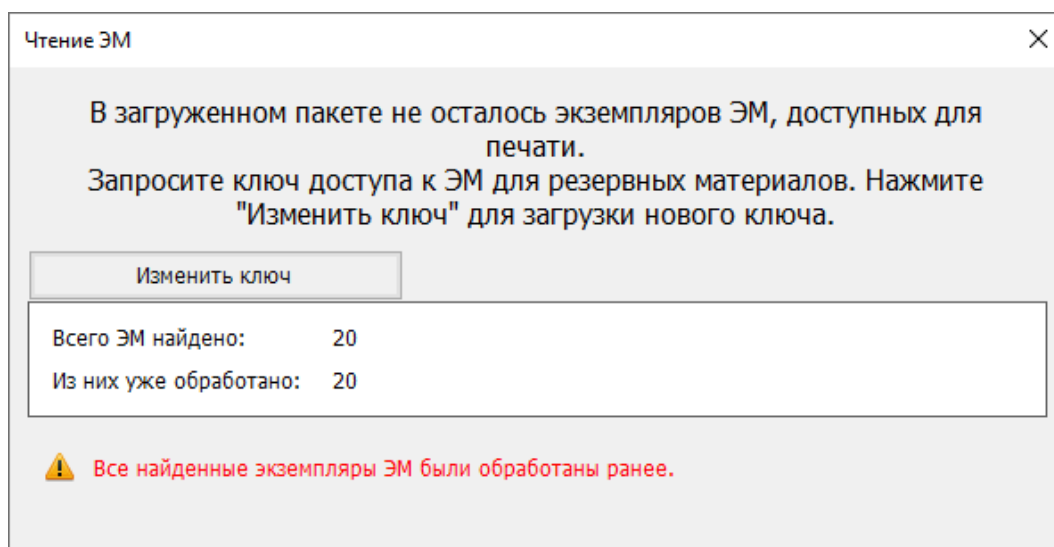 Чтение ЭМ
В загруженном пакете не осталось экземпляров ЭМ, доступных для
печати.
Запросите ключ доступа к ЭМ для резервных материалов. Нажмите
"Изменить ключ" для загрузки нового ключа.
Изменить ключ
Всего ЭМ найдено: 20
Из них уже обработано: 20
Все найденные экземпляры ЭМ были обработаны ранее.